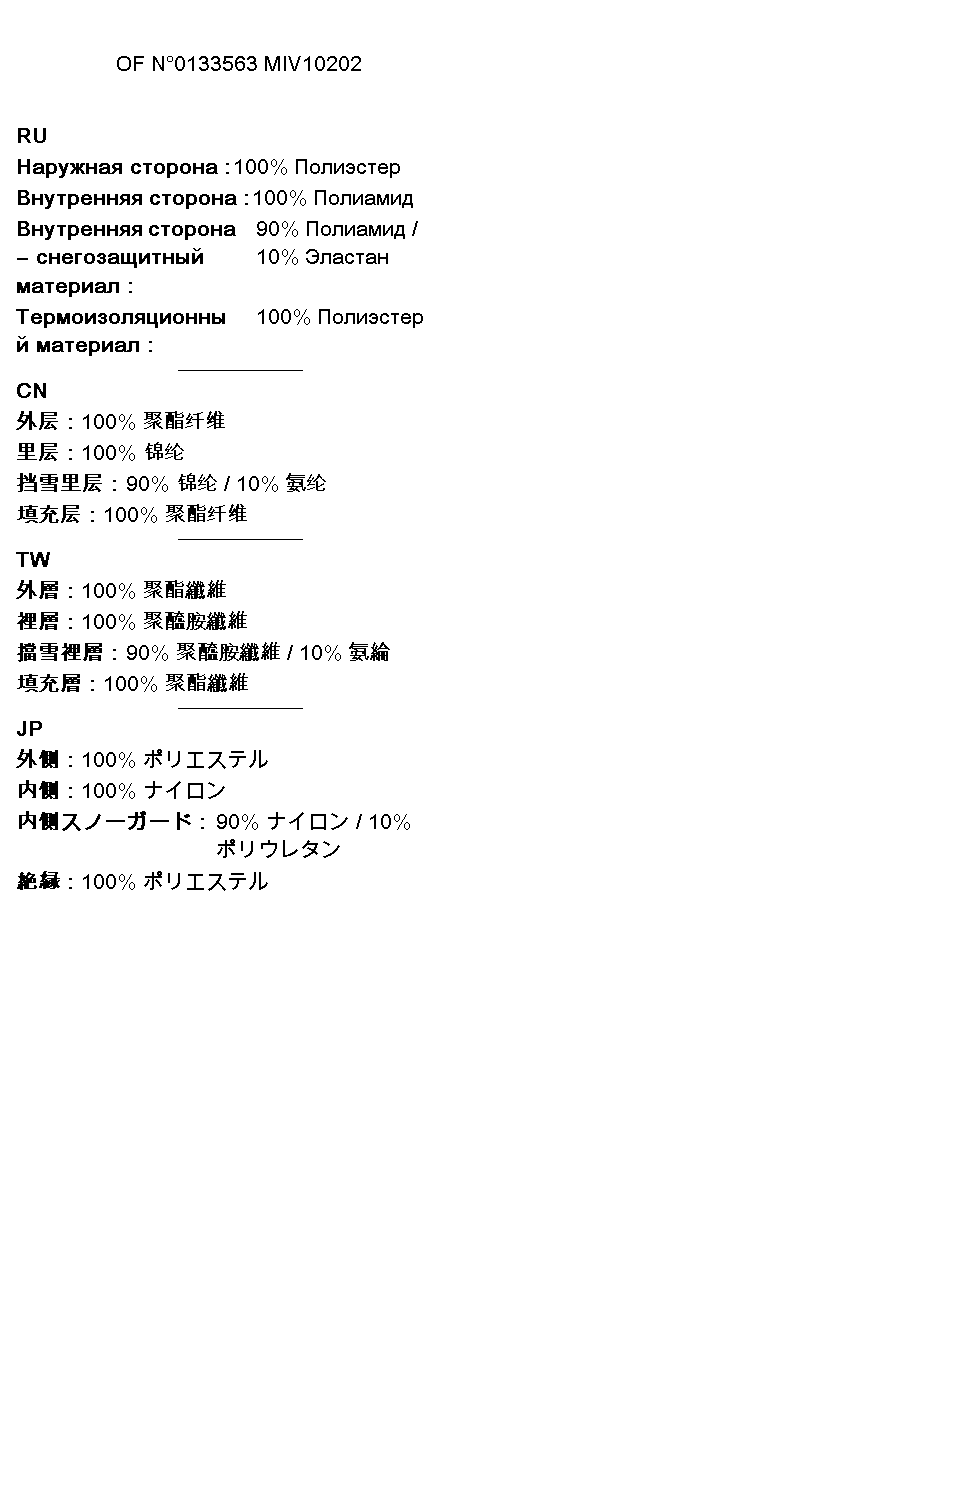 OF N°0133563 MIV10202
RU
Наружная сторона : 100% Полиэстер
Внутренняя сторона : 100% Полиамид
Внутренняя сторона 90% Полиамид /
– снегозащитный 10% Эластан
материал :
Термоизоляционны 100% Полиэстер
й материал :
CN
外层 : 100% 聚酯纤维
里层 : 100% 锦纶
挡雪里层 : 90% 锦纶 / 10% 氨纶
填充层 : 100% 聚酯纤维
TW
外層 : 100% 聚酯纖維
裡層 : 100% 聚醯胺纖維
擋雪裡層 : 90% 聚醯胺纖維 / 10% 氨綸
填充層 : 100% 聚酯纖維
JP
外側 : 100% ポリエステル
内側 : 100% ナイロン
内側スノーガード : 90% ナイロン / 10%
ポリウレタン
絶縁 : 100% ポリエステル